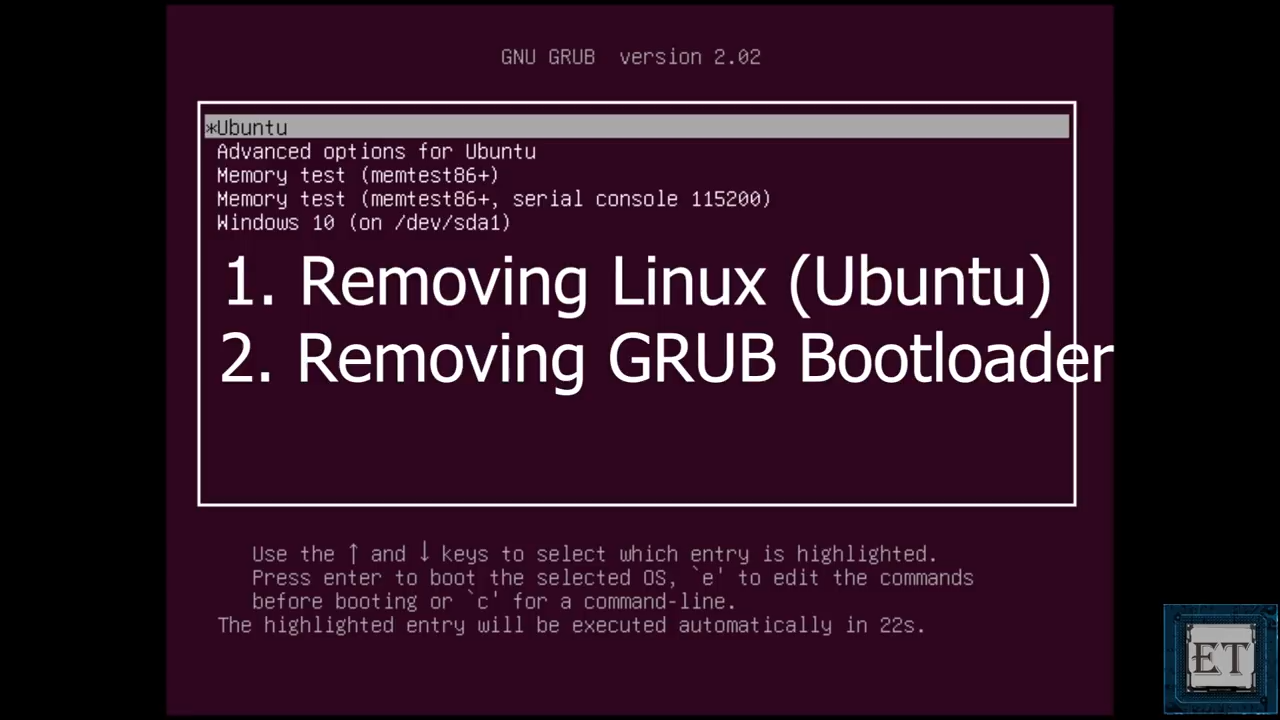 GNU GRUB version 2.02
*Ubuntu
Advanced options for Ubuntu
Memory test (memtest86+)
Memory test (memtest86+, serial console 115200)
Windows 10 (on /dev/sda1)
1. Removing Linux (Ubuntu)
2. Removing GRUB Bootloader
Use the ↑ and ↓ keys to select which entry is highlighted.
Press enter to boot the selected OS, `e' to edit the commands
before booting or `c' for a command-line.
The highlighted entry will be executed automatically in 22s.
ET